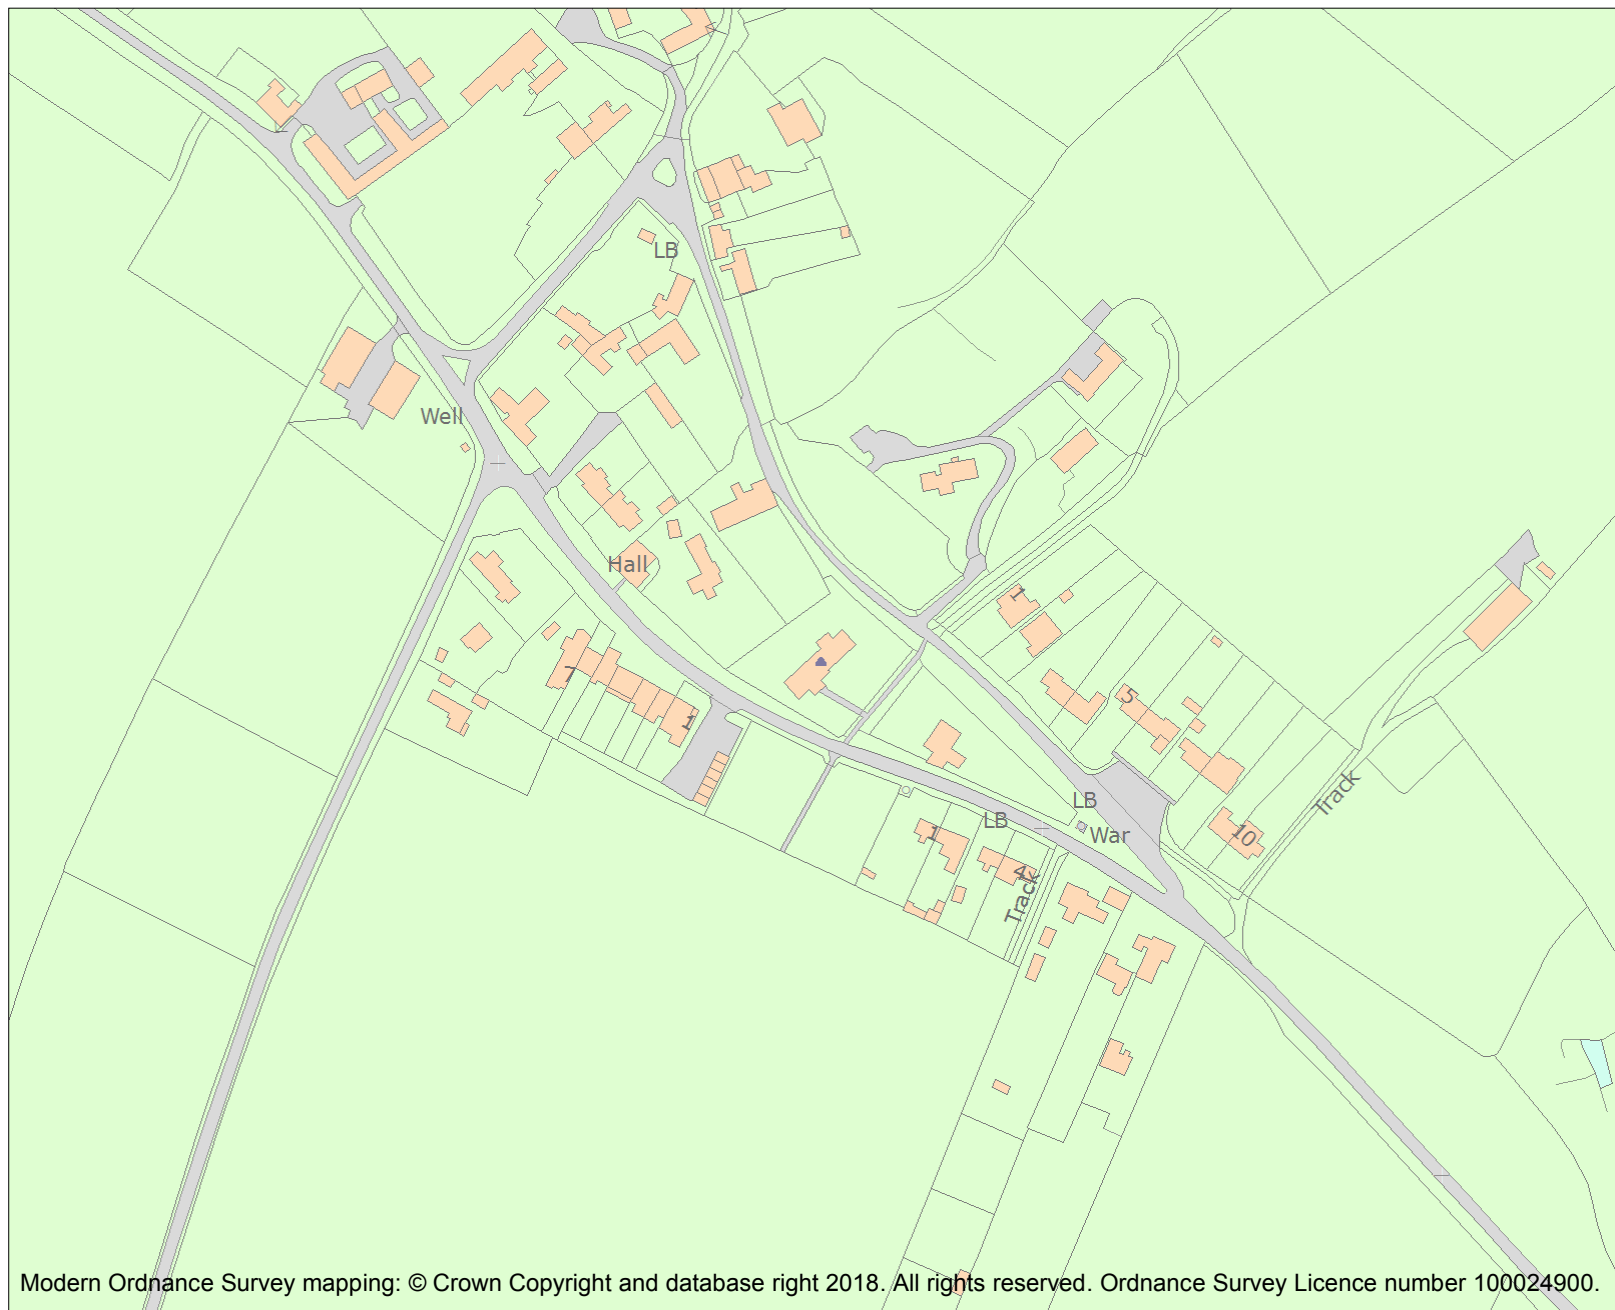 LB
Well
Hall
1
7
5
1
Track
LB
LB
War
1
10
4
Track
Modern Ordnance Survey mapping: © Crown Copyright and database right 2018. All rights reserved. Ordnance Survey Licence number 100024900.